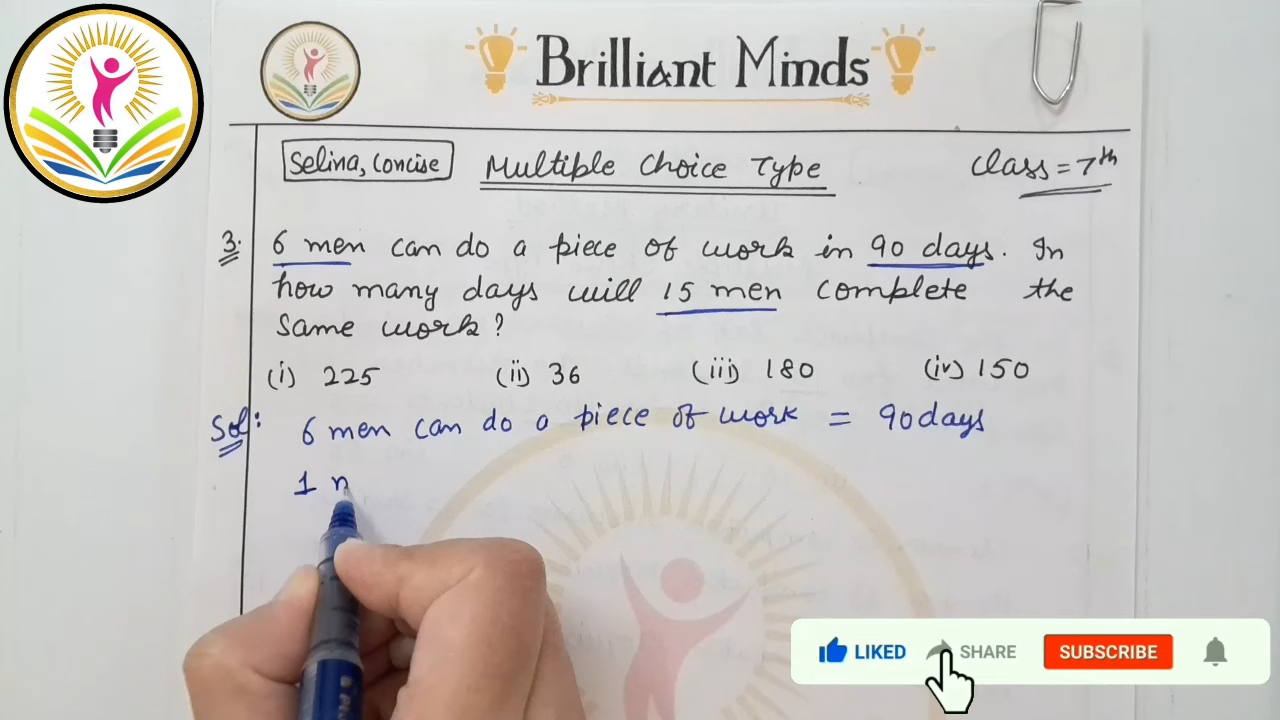 Brilliant Minds
Selina, Concise Multiple Choice Type Class = 7th
3. 6 men can do a piece of work in 90 days. In
how many days will 15 men complete the
same work?
(i) 225 (ii) 36 (iii) 180 (iv) 150
Sol: 6 men can do a piece of work = 90 days
1
LIKED SHARE SUBSCRIBE